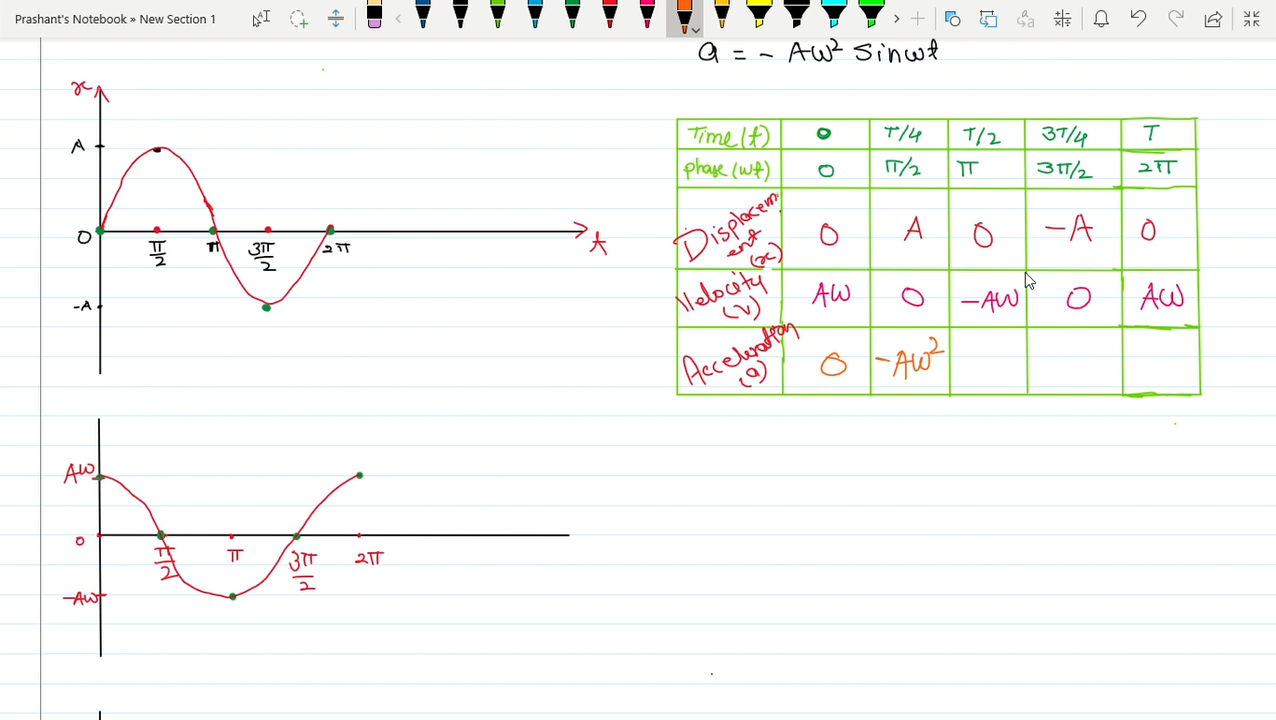 Prashant's Notebook » New Section 1
a = - Aω² sinωt
x
A
0
-A
π/2 π 3π/2 2π
t
Time(t) 0 T/4 T/2 3T/4 T
phase(ωt) 0 π/2 π 3π/2 2π
Displacement(x) 0 A 0 -A 0
Velocity(v) Aω 0 -Aω 0 Aω
Acceleration(a) 0 -Aω²
Aω
0
-Aω
π/2 π 3π/2 2π